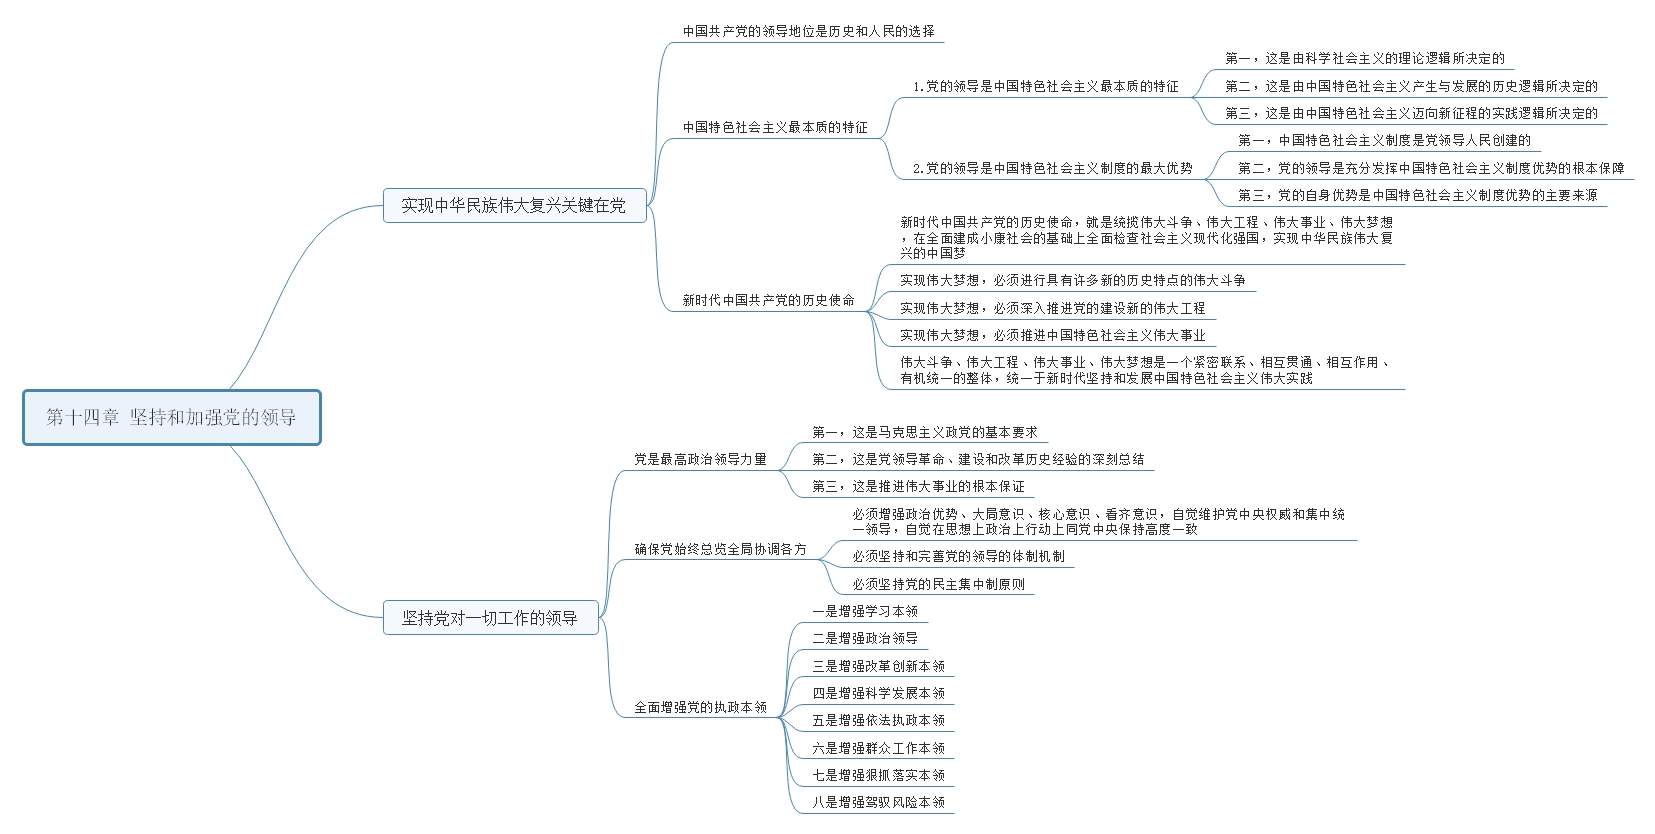 第十四章 坚持和加强党的领导
实现中华民族伟大复兴关键在党
中国共产党的领导地位是历史和人民的选择
中国特色社会主义最本质的特征
1.党的领导是中国特色社会主义最本质的特征
第一，这是由科学社会主义的理论逻辑所决定的
第二，这是由中国特色社会主义产生与发展的历史逻辑所决定的
第三，这是由中国特色社会主义迈向新征程的实践逻辑所决定的
2.党的领导是中国特色社会主义制度的最大优势
第一，中国特色社会主义制度是党领导人民创建的
第二，党的领导是充分发挥中国特色社会主义制度优势的根本保障
第三，党的自身优势是中国特色社会主义制度优势的主要来源
新时代中国共产党的历史使命
新时代中国共产党的历史使命，就是统揽伟大斗争、伟大工程、伟大事业、伟大梦想
，在全面建成小康社会的基础上全面检查社会主义现代化强国，实现中华民族伟大复
兴的中国梦
实现伟大梦想，必须进行具有许多新的历史特点的伟大斗争
实现伟大梦想，必须深入推进党的建设新的伟大工程
实现伟大梦想，必须推进中国特色社会主义伟大事业
伟大斗争、伟大工程、伟大事业、伟大梦想是一个紧密联系、相互贯通、相互作用、
有机统一的整体，统一于新时代坚持和发展中国特色社会主义伟大实践
坚持党对一切工作的领导
党是最高政治领导力量
第一，这是马克思主义政党的基本要求
第二，这是党领导革命、建设和改革历史经验的深刻总结
第三，这是推进伟大事业的根本保证
确保党始终总览全局协调各方
必须增强政治优势、大局意识、核心意识、看齐意识，自觉维护党中央权威和集中统
一领导，自觉在思想上政治上行动上同党中央保持高度一致
必须坚持和完善党的领导的体制机制
必须坚持党的民主集中制原则
全面增强党的执政本领
一是增强学习本领
二是增强政治领导
三是增强改革创新本领
四是增强科学发展本领
五是增强依法执政本领
六是增强群众工作本领
七是增强狠抓落实本领
八是增强驾驭风险本领